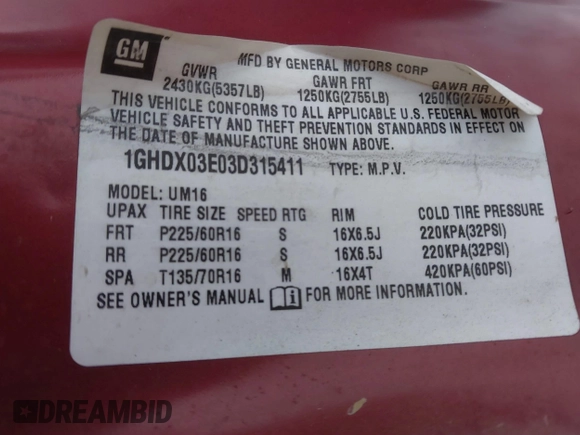 GM
MFD BY GENERAL MOTORS CORP
GVWR GAWR FRT GAWR RR
2430KG(5357LB) 1250KG(2755LB) 1250KG(2755LB)
THIS VEHICLE CONFORMS TO ALL APPLICABLE U.S. FEDERAL MOTOR
VEHICLE SAFETY AND THEFT PREVENTION STANDARDS IN EFFECT ON
THE DATE OF MANUFACTURE SHOWN ABOVE.
1GHDX03E03D315411 TYPE: M.P.V.
MODEL: UM16
UPAX TIRE SIZE SPEED RTG RIM COLD TIRE PRESSURE
FRT P225/60R16 S 16X6.5J 220KPA(32PSI)
RR P225/60R16 S 16X6.5J 220KPA(32PSI)
SPA T135/70R16 M 16X4T 420KPA(60PSI)
SEE OWNER'S MANUAL i FOR MORE INFORMATION.
DREAMBID